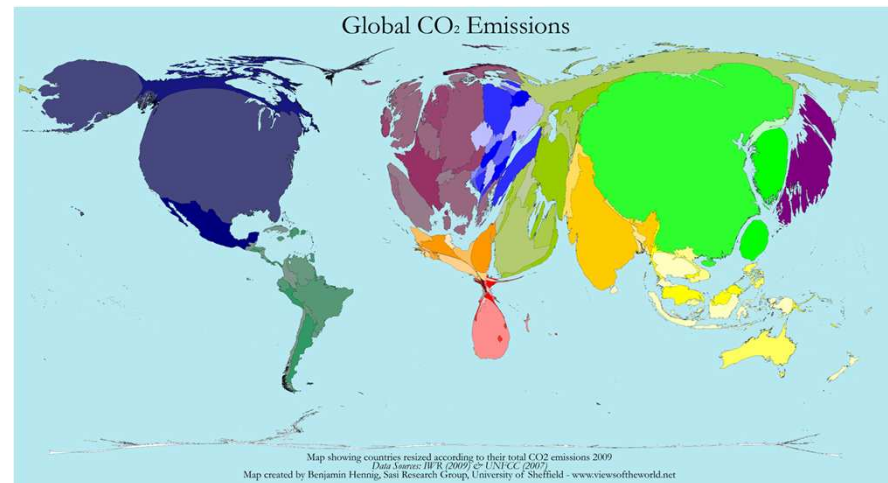 Global CO₂ Emissions
Map showing countries resized according to their total CO2 emissions 2009
Data Sources: IWR (2009) & UNFCC (2007)
Map created by Benjamin Hennig, Sasi Research Group, University of Sheffield - www.viewsoftheworld.net